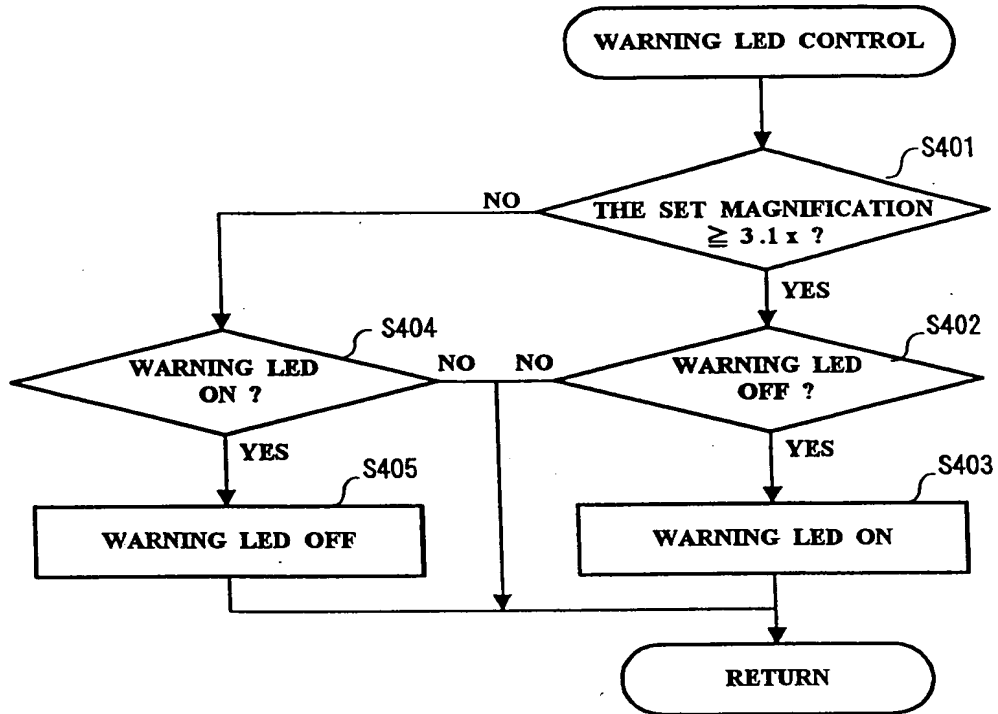 WARNING LED CONTROL
S401
THE SET MAGNIFICATION
≧ 3.1x ?
NO
YES
S404
S402
WARNING LED
ON ?
NO
NO
WARNING LED
OFF ?
YES
YES
S405
S403
WARNING LED OFF
WARNING LED ON
RETURN